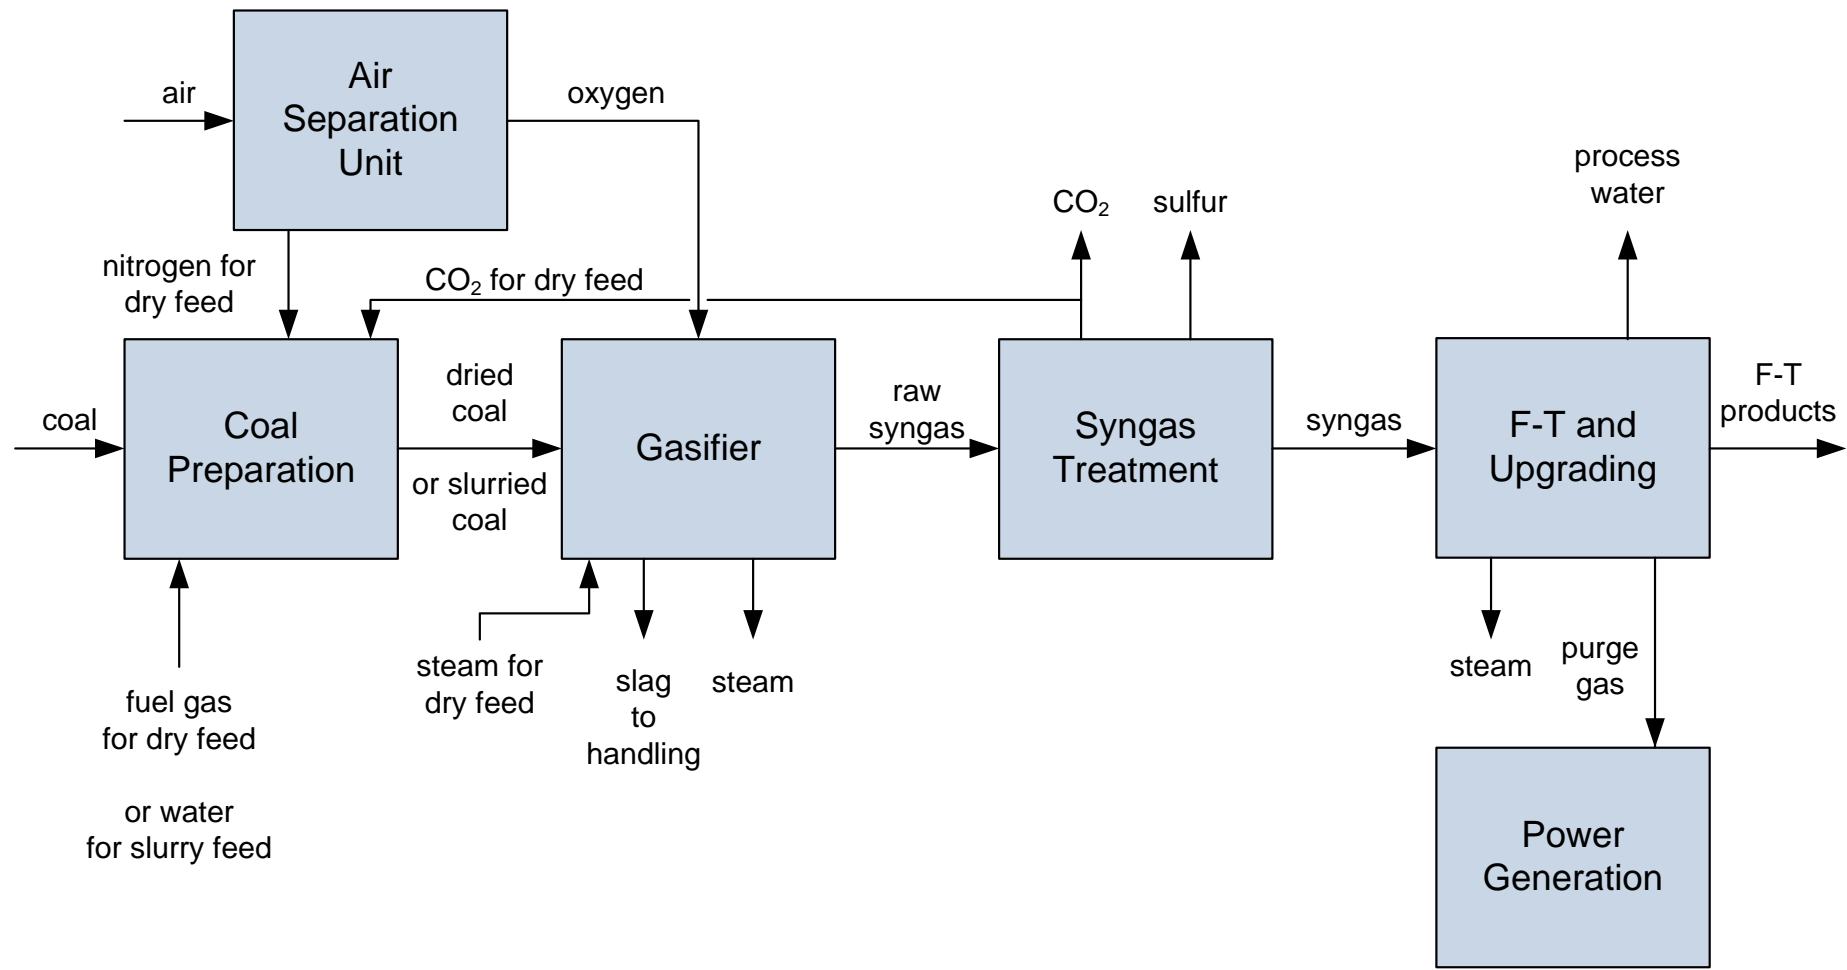 Air
Separation
Unit
air
oxygen
process
water
CO₂
sulfur
nitrogen for
dry feed
CO₂ for dry feed
coal
Coal
Preparation
dried
coal
or slurried
coal
Gasifier
raw
syngas
Syngas
Treatment
syngas
F-T and
Upgrading
F-T
products
fuel gas
for dry feed
or water
for slurry feed
steam for
dry feed
slag
to
handling
steam
steam
purge
gas
Power
Generation